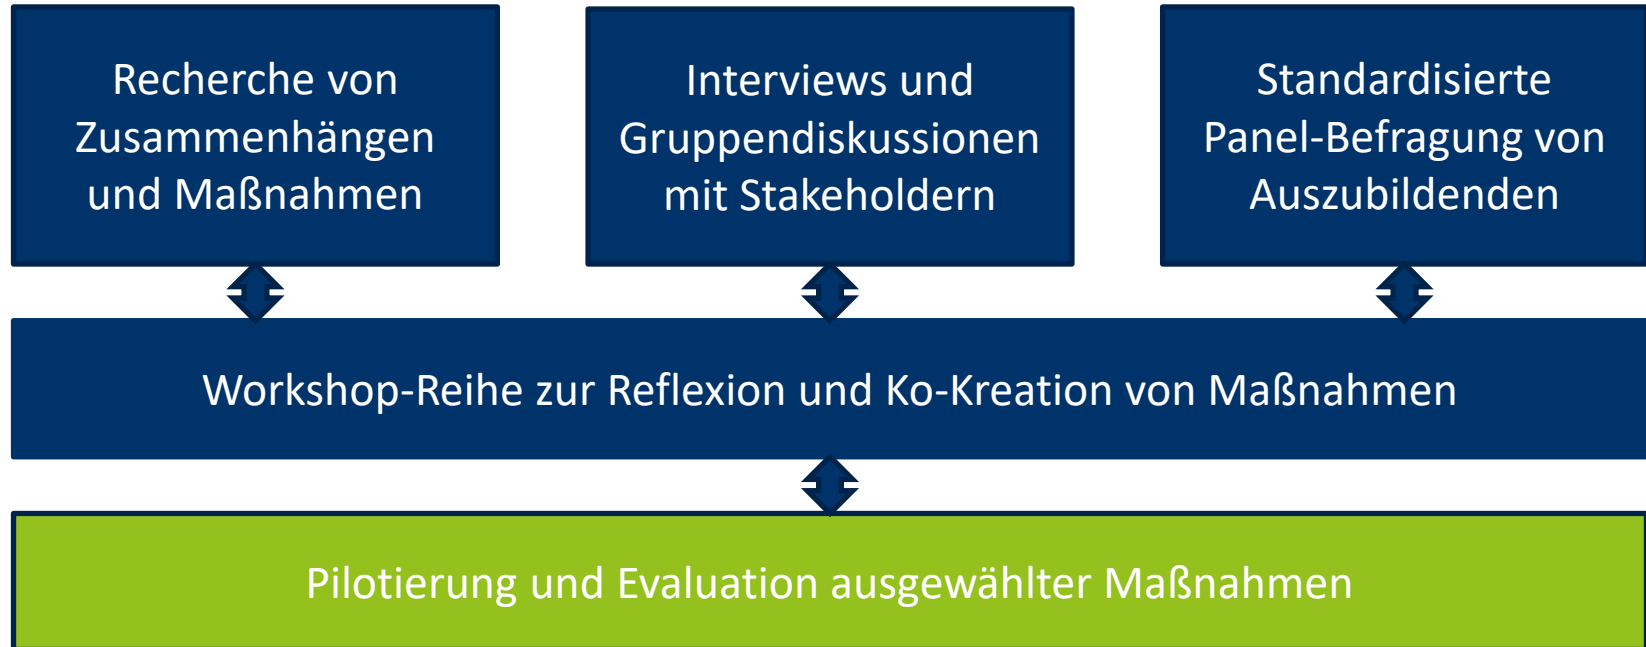 Recherche von
Zusammenhängen
und Maßnahmen
Interviews und
Gruppendiskussionen
mit Stakeholdern
Standardisierte
Panel-Befragung von
Auszubildenden
Workshop-Reihe zur Reflexion und Ko-Kreation von Maßnahmen
Pilotierung und Evaluation ausgewählter Maßnahmen